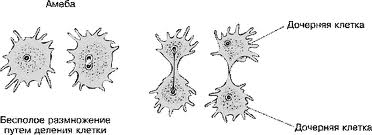 Амеба
Дочерняя клетка
Бесполое размножение
путем деления клетки
Дочерняя клетка